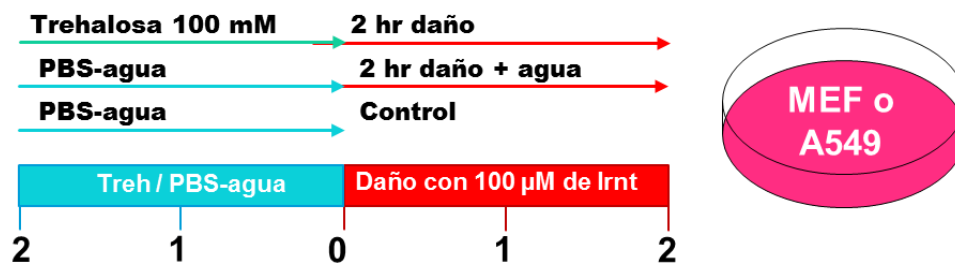 Trehalosa 100 mM 2 hr daño
PBS-agua 2 hr daño + agua
PBS-agua Control
Treh / PBS-agua Daño con 100 µM de Irnt
2 1 0 1 2
MEF o
A549